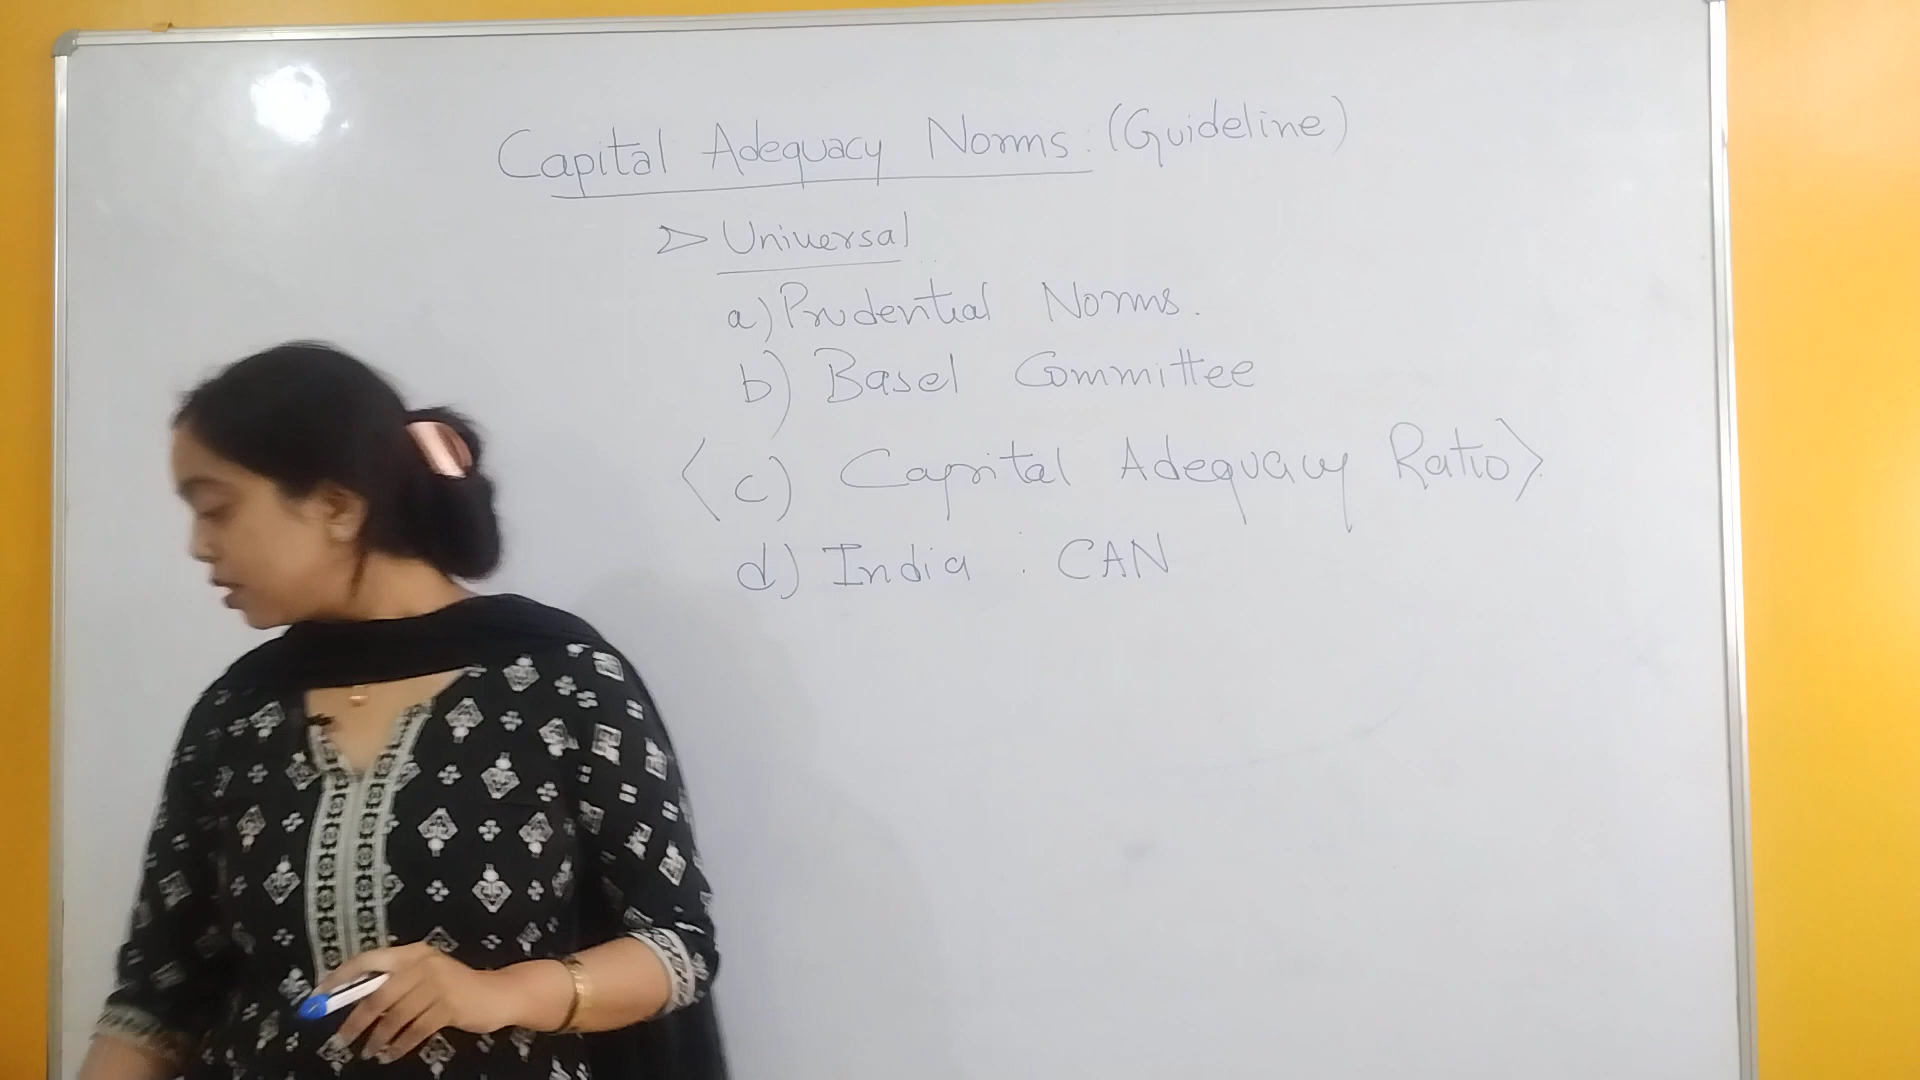 Capital Adequacy Norms: (Guideline)
> Universal
a) Prudential Norms.
b) Basel Committee
<c) Capital Adequacy Ratio>
d) India : CAN